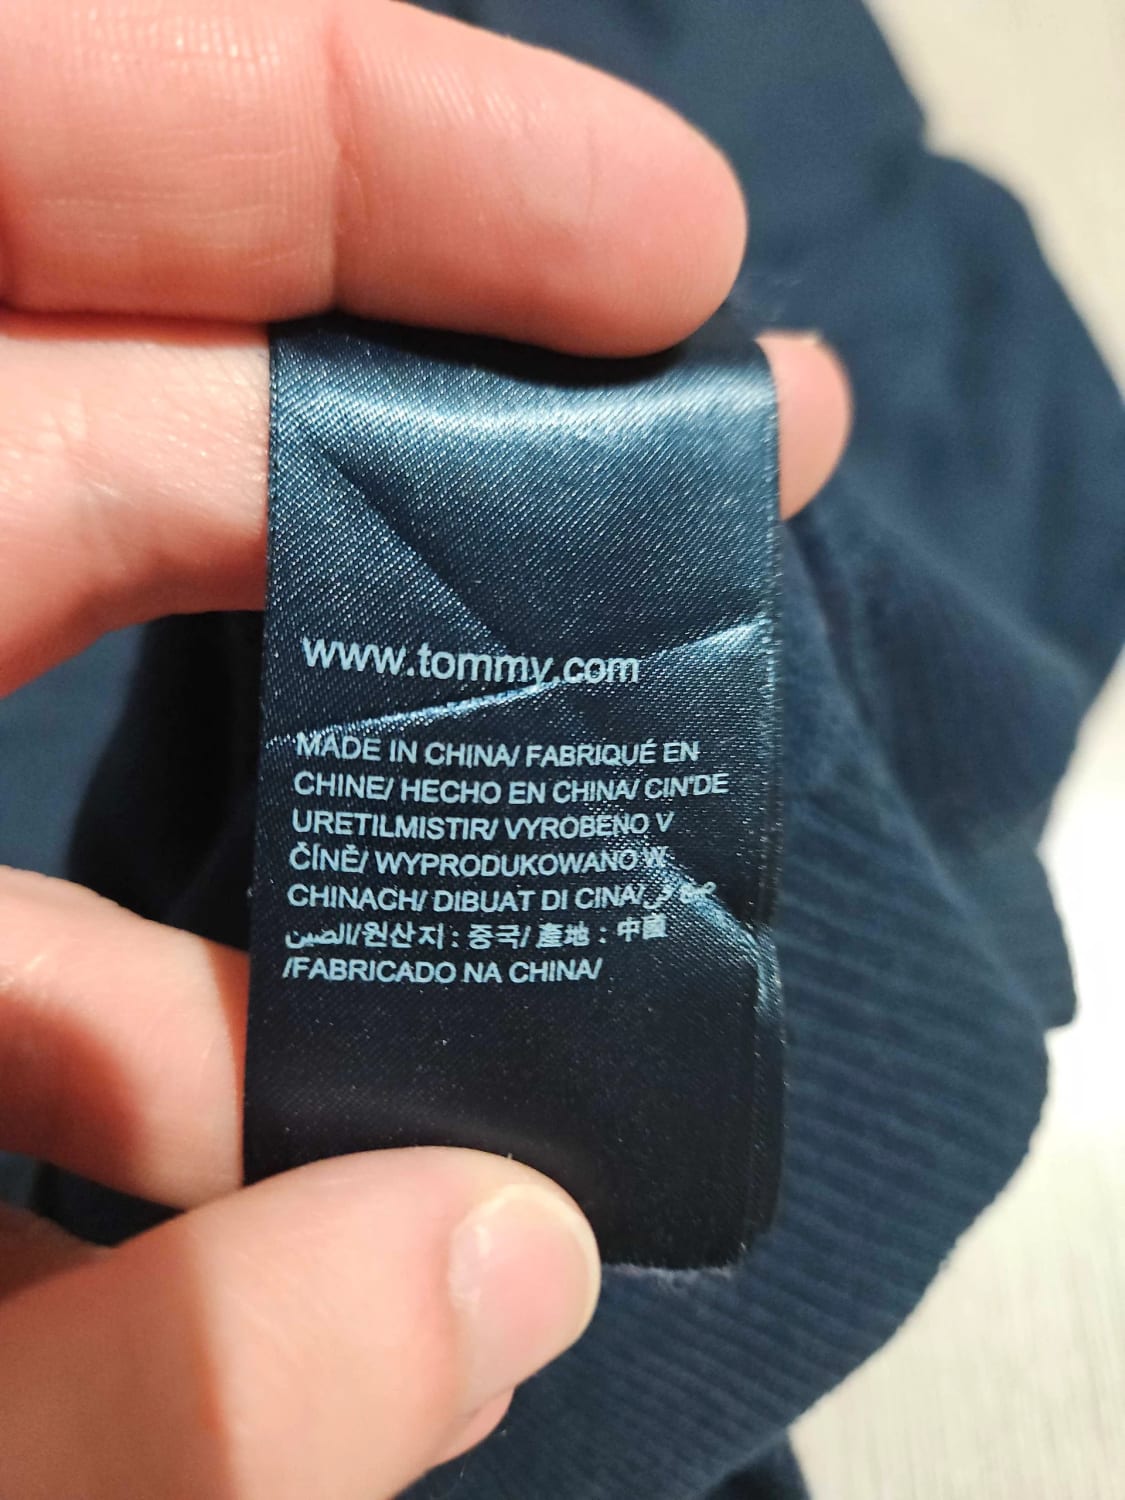 www.tommy.com
MADE IN CHINA/ FABRIQUÉ EN
CHINE/ HECHO EN CHINA/ CIN'DE
URETILMISTIR/ VYROBENO V
ČÍNĚ/ WYPRODUKOWANO W
CHINACH/ DIBUAT DI CINA/
الصين/원산지 : 중국/ 產地 : 中國
/FABRICADO NA CHINA/